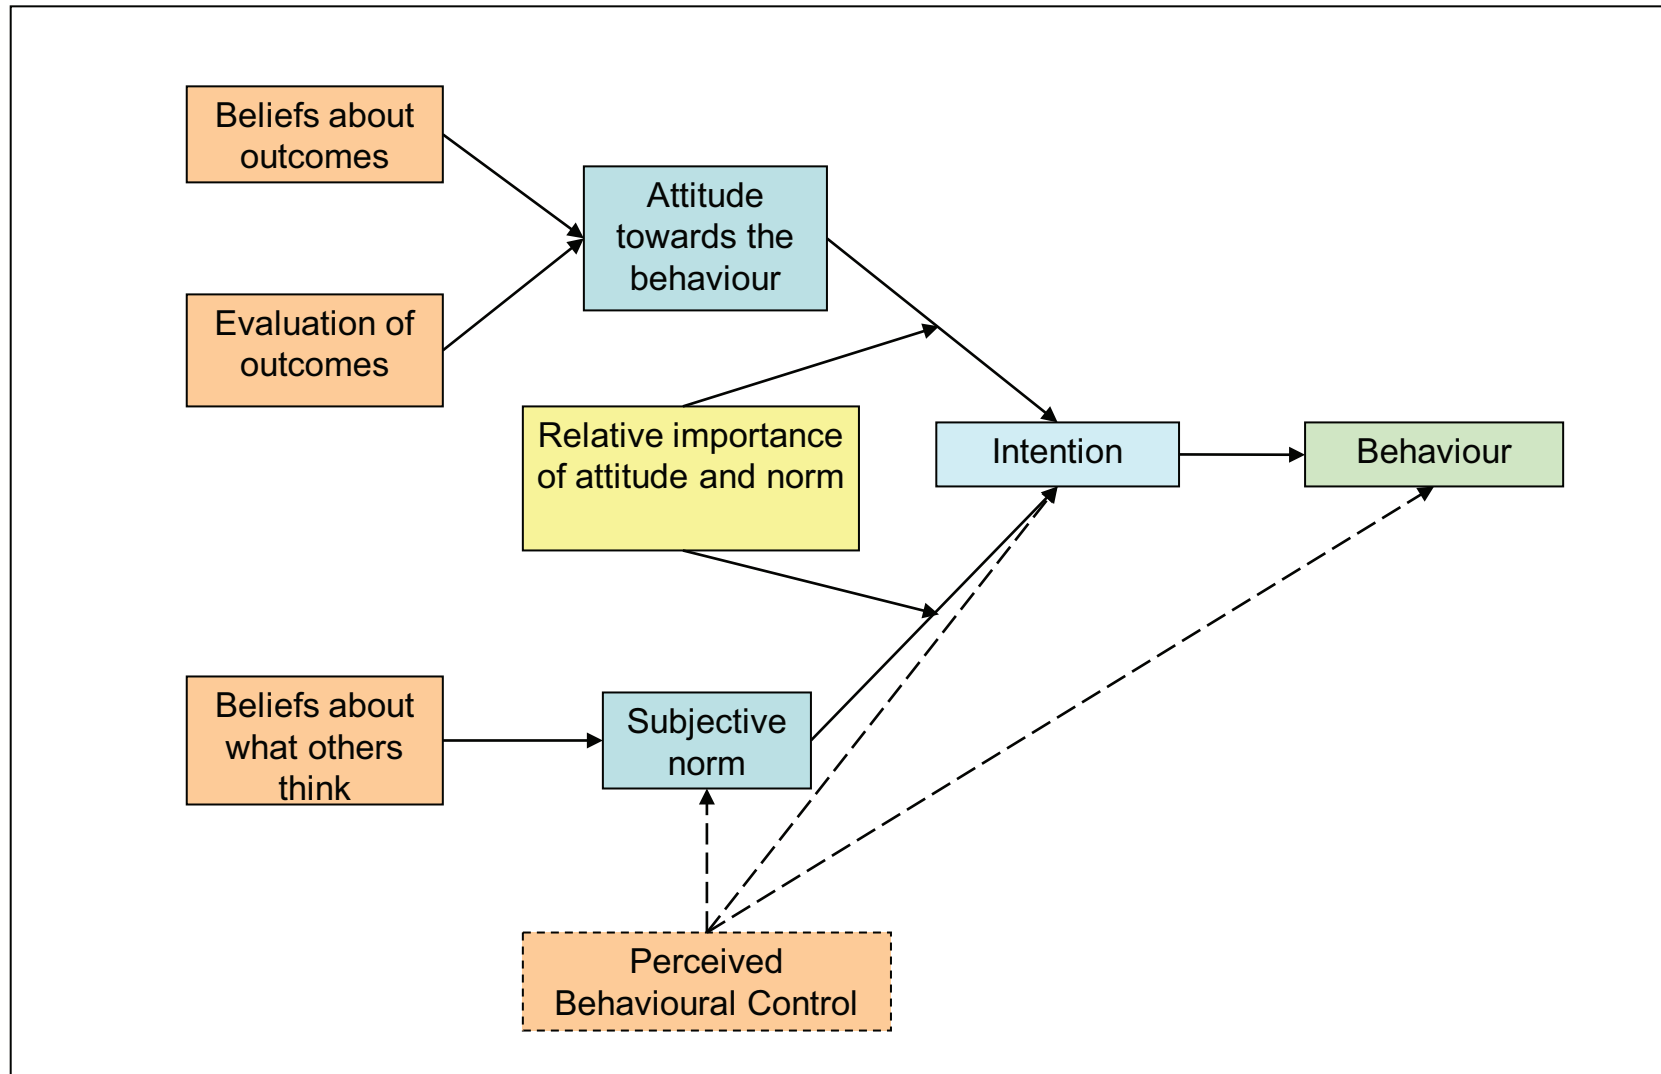 Beliefs about
outcomes
Attitude
towards the
behaviour
Evaluation of
outcomes
Relative importance
of attitude and norm
Intention
Behaviour
Beliefs about
what others
think
Subjective
norm
Perceived
Behavioural Control